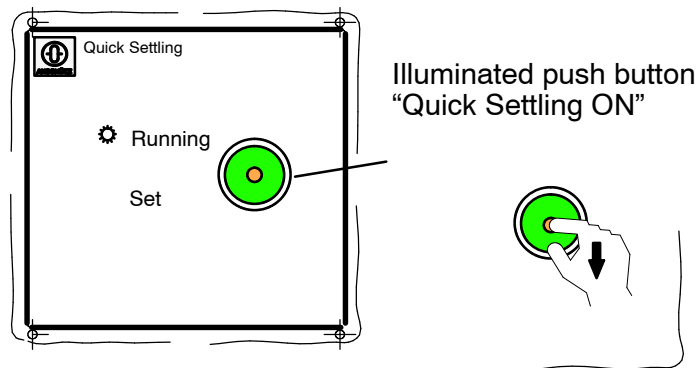 Quick Settling
Illuminated push button
“Quick Settling ON”
Running
Set